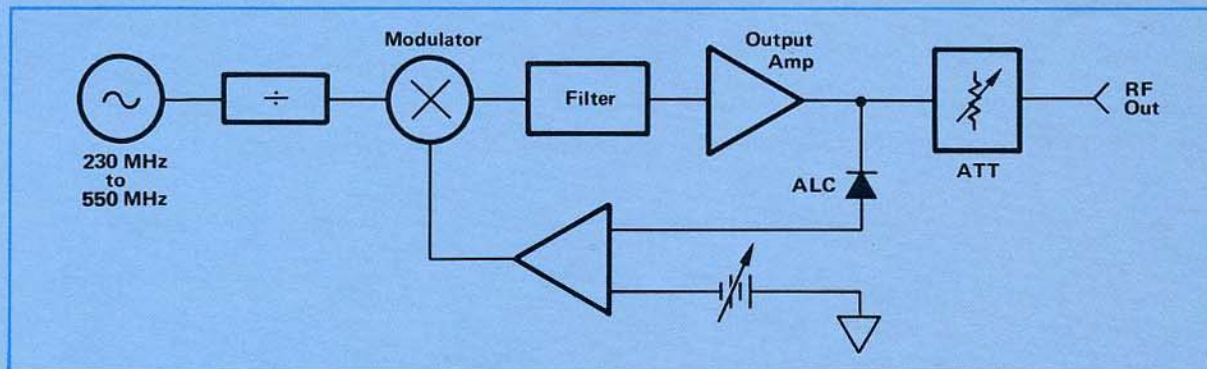 Modulator
Output
Amp
÷
Filter
RF
Out
230 MHz
to
550 MHz
ALC
ATT